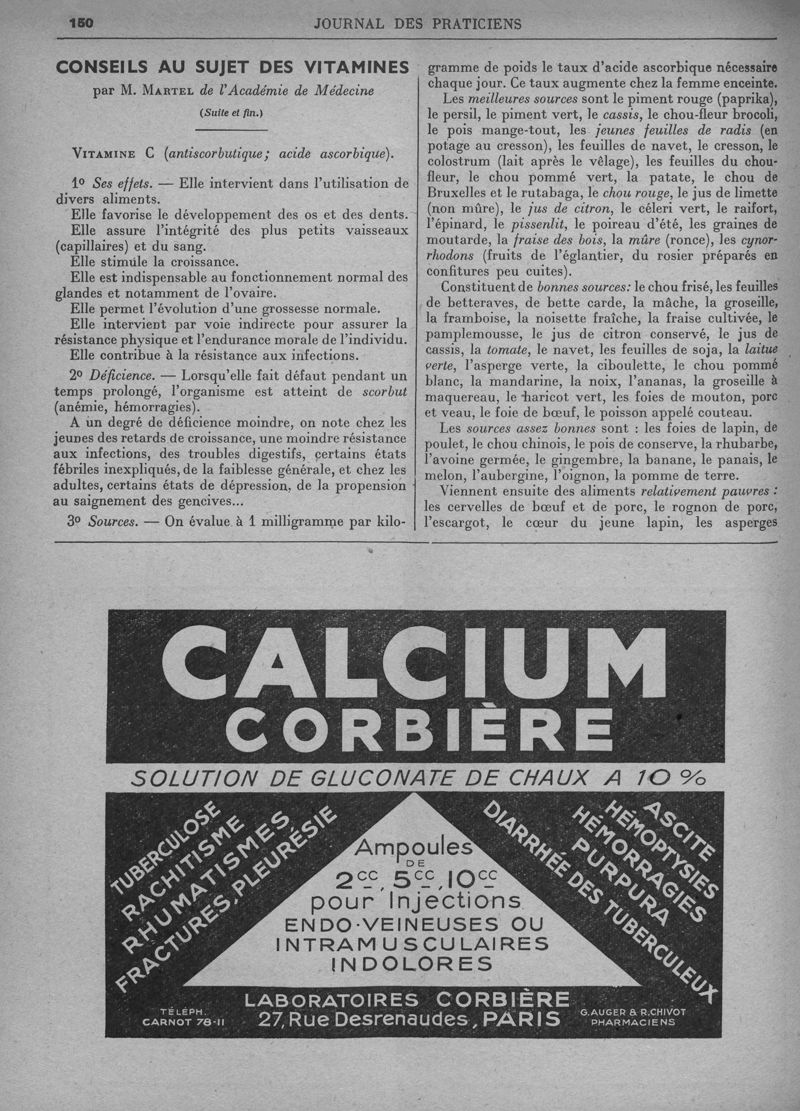 150
JOURNAL DES PRATICIENS
CONSEILS AU SUJET DES VITAMINES
par M. MARTEL de l'Académie de Médecine
(Suite et fin.)
VITAMINE C (antiscorbutique; acide ascorbique).
1º Ses effets. — Elle intervient dans l'utilisation de
divers aliments.
Elle favorise le développement des os et des dents.
Elle assure l'intégrité des plus petits vaisseaux
(capillaires) et du sang.
Elle stimule la croissance.
Elle est indispensable au fonctionnement normal des
glandes et notamment de l'ovaire.
Elle permet l'évolution d'une grossesse normale.
Elle intervient par voie indirecte pour assurer la
résistance physique et l'endurance morale de l'individu.
Elle contribue à la résistance aux infections.
2º Déficience. — Lorsqu'elle fait défaut pendant un
temps prolongé, l'organisme est atteint de scorbut
(anémie, hémorragies).
A un degré de déficience moindre, on note chez les
jeunes des retards de croissance, une moindre résistance
aux infections, des troubles digestifs, certains états
fébriles inexpliqués, de la faiblesse générale, et chez les
adultes, certains états de dépression, de la propension
au saignement des gencives...
3º Sources. — On évalue à 1 milligramme par kilo-
gramme de poids le taux d'acide ascorbique nécessaire
chaque jour. Ce taux augmente chez la femme enceinte.
Les meilleures sources sont le piment rouge (paprika),
le persil, le piment vert, le cassis, le chou-fleur brocoli,
le pois mange-tout, les jeunes feuilles de radis (en
potage au cresson), les feuilles de navet, le cresson, le
colostrum (lait après le vêlage), les feuilles du chou-
fleur, le chou pommé vert, la patate, le chou de
Bruxelles et le rutabaga, le chou rouge, le jus de limette
(non mûre), le jus de citron, le céleri vert, le raifort,
l'épinard, le pissenlit, le poireau d'été, les graines de
moutarde, la fraise des bois, la mûre (ronce), les cynor-
rhodons (fruits de l'églantier, du rosier préparés en
confitures peu cuites).
Constituent de bonnes sources: le chou frisé, les feuilles
de betteraves, de bette carde, la mâche, la groseille,
la framboise, la noisette fraîche, la fraise cultivée, le
pamplemousse, le jus de citron conservé, le jus de
cassis, la tomate, le navet, les feuilles de soja, la laitue
verte, l'asperge verte, la ciboulette, le chou pommé
blanc, la mandarine, la noix, l'ananas, la groseille à
maquereau, le haricot vert, les foies de mouton, porc
et veau, le foie de bœuf, le poisson appelé couteau.
Les sources assez bonnes sont : les foies de lapin, de
poulet, le chou chinois, le pois de conserve, la rhubarbe,
l'avoine germée, le gingembre, la banane, le panais, le
melon, l'aubergine, l'oignon, la pomme de terre.
Viennent ensuite des aliments relativement pauvres :
les cervelles de bœuf et de porc, le rognon de porc,
l'escargot, le cœur du jeune lapin, les asperges
CALCIUM
CORBIÈRE
SOLUTION DE GLUCONATE DE CHAUX A 10 %
TUBERCULOSE
RACHITISME
RHUMATISMES
FRACTURES, PLEURÉSIE
Ampoules
DE
2cc, 5cc, 10cc
pour Injections
ENDO-VEINEUSES OU
INTRAMUSCULAIRES
INDOLORES
ASCITE
HÉMOPTYSIES
HÉMORRAGIES
PURPURA
DIARRHÉE DES TUBERCULEUX
TÉLÉPH.
CARNOT 78-11
LABORATOIRES CORBIÈRE
27, Rue Desrenaudes, PARIS
G. AUGER & R. CHIVOT
PHARMACIENS